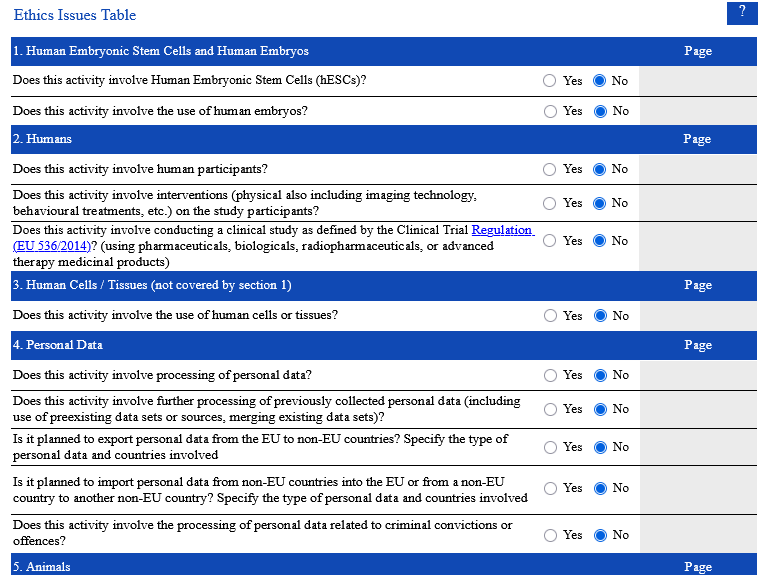 Ethics Issues Table
?
1. Human Embryonic Stem Cells and Human Embryos Page
Does this activity involve Human Embryonic Stem Cells (hESCs)? Yes No
Does this activity involve the use of human embryos? Yes No
2. Humans Page
Does this activity involve human participants? Yes No
Does this activity involve interventions (physical also including imaging technology,
behavioural treatments, etc.) on the study participants? Yes No
Does this activity involve conducting a clinical study as defined by the Clinical Trial Regulation
(EU 536/2014)? (using pharmaceuticals, biologicals, radiopharmaceuticals, or advanced Yes No
therapy medicinal products)
3. Human Cells / Tissues (not covered by section 1) Page
Does this activity involve the use of human cells or tissues? Yes No
4. Personal Data Page
Does this activity involve processing of personal data? Yes No
Does this activity involve further processing of previously collected personal data (including
use of preexisting data sets or sources, merging existing data sets)? Yes No
Is it planned to export personal data from the EU to non-EU countries? Specify the type of
personal data and countries involved Yes No
Is it planned to import personal data from non-EU countries into the EU or from a non-EU
country to another non-EU country? Specify the type of personal data and countries involved Yes No
Does this activity involve the processing of personal data related to criminal convictions or
offences? Yes No
5. Animals Page